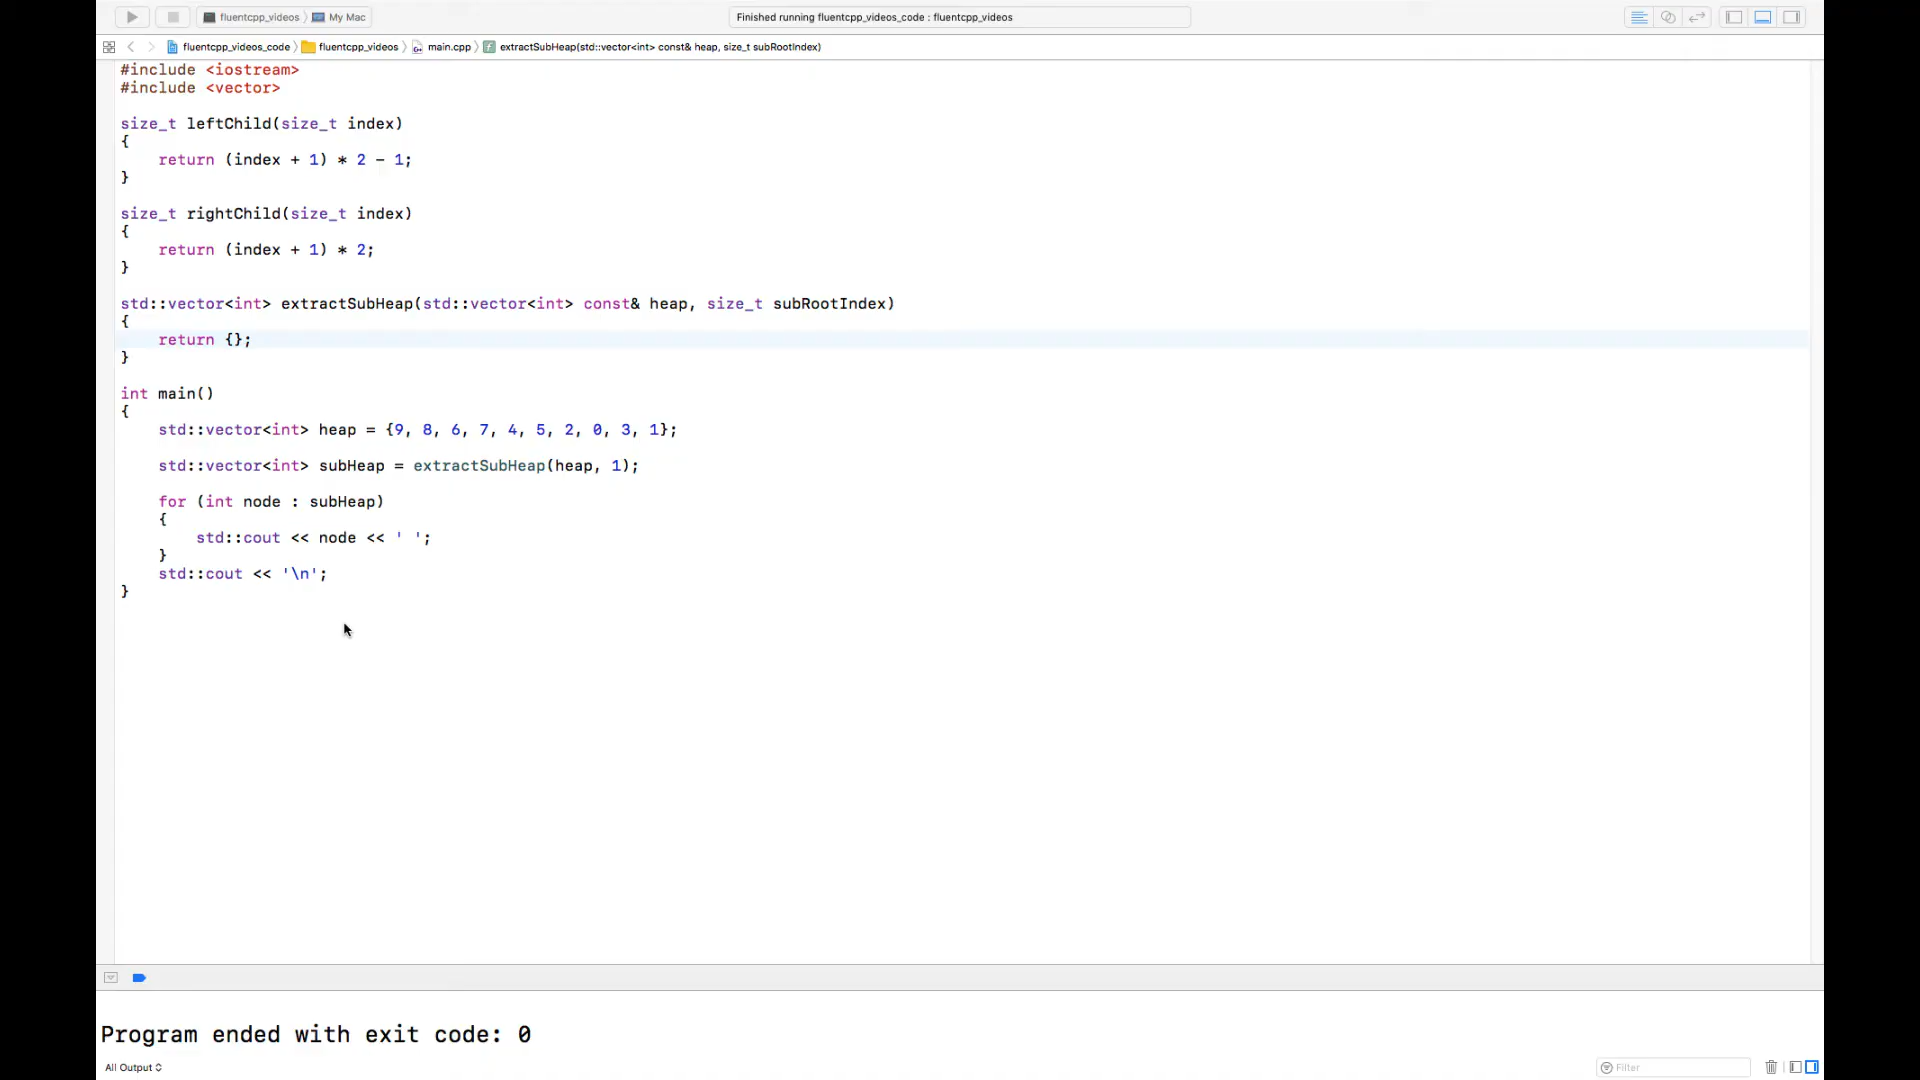 fluentcpp_videos My Mac
Finished running fluentcpp_videos_code : fluentcpp_videos
fluentcpp_videos_code fluentcpp_videos main.cpp extractSubHeap(std::vector<int> const& heap, size_t subRootIndex)
#include <iostream>
#include <vector>
size_t leftChild(size_t index)
{
return (index + 1) * 2 - 1;
}
size_t rightChild(size_t index)
{
return (index + 1) * 2;
}
std::vector<int> extractSubHeap(std::vector<int> const& heap, size_t subRootIndex)
{
return {};
}
int main()
{
std::vector<int> heap = {9, 8, 6, 7, 4, 5, 2, 0, 3, 1};
std::vector<int> subHeap = extractSubHeap(heap, 1);
for (int node : subHeap)
{
std::cout << node << ' ';
}
std::cout << '\n';
}
Program ended with exit code: 0
All Output
Filter